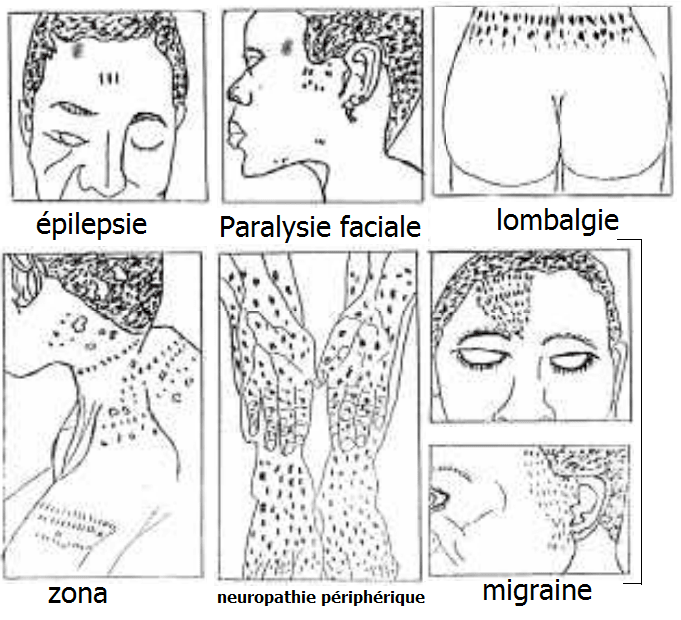 épilepsie
Paralysie faciale
lombalgie
zona
neuropathie périphérique
migraine